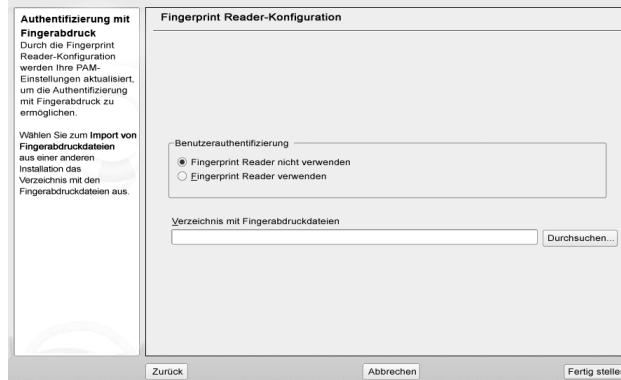 Authentifizierung mit
Fingerabdruck
Durch die Fingerprint
Reader-Konfiguration
werden Ihre PAM-
Einstellungen aktualisiert,
um die Authentifizierung
mit Fingerabdruck zu
ermöglichen.
Wählen Sie zum Import von
Fingerabdruckdateien
aus einer anderen
Installation das
Verzeichnis mit den
Fingerabdruckdateien aus.
Fingerprint Reader-Konfiguration
Benutzerauthentifizierung
Fingerprint Reader nicht verwenden
Fingerprint Reader verwenden
Verzeichnis mit Fingerabdruckdateien
Durchsuchen...
Zurück
Abbrechen
Fertig stelle